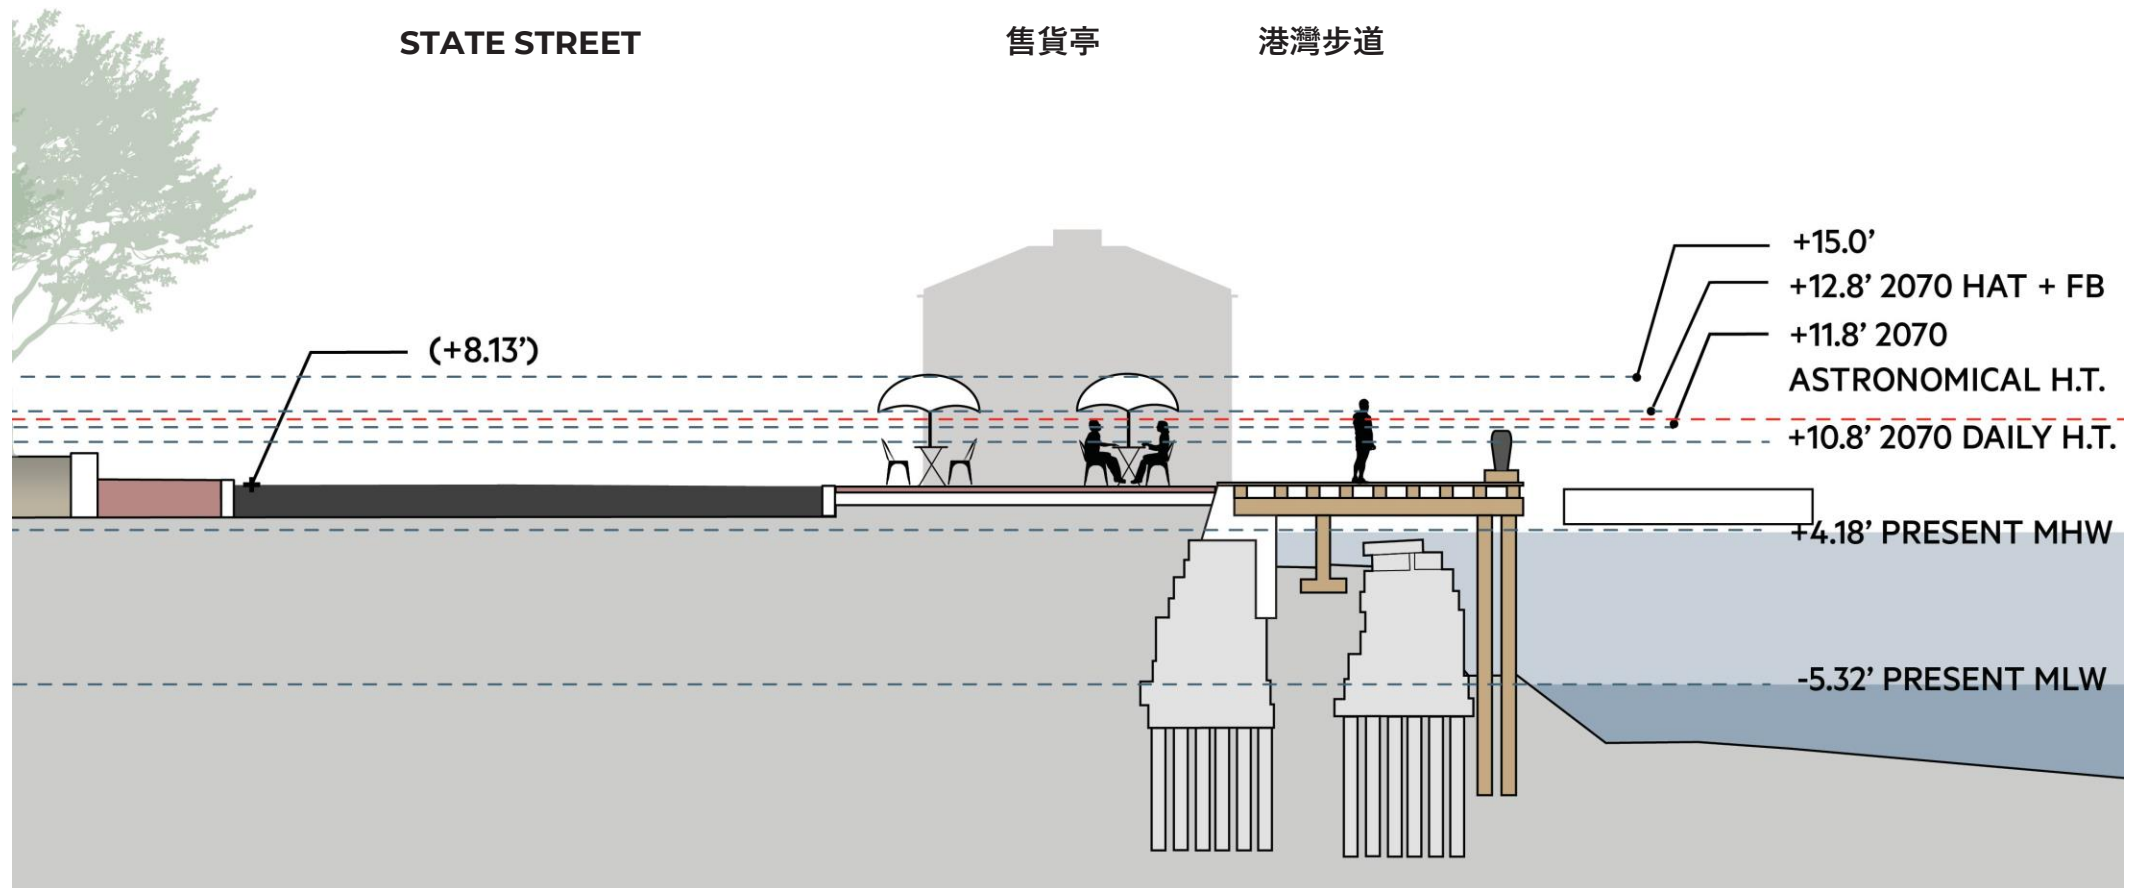 STATE STREET
售貨亭
港灣步道
+15.0’
+12.8’ 2070 HAT + FB
+11.8’ 2070
ASTRONOMICAL H.T.
(+8.13’)
+10.8’ 2070 DAILY H.T.
+4.18’ PRESENT MHW
-5.32’ PRESENT MLW